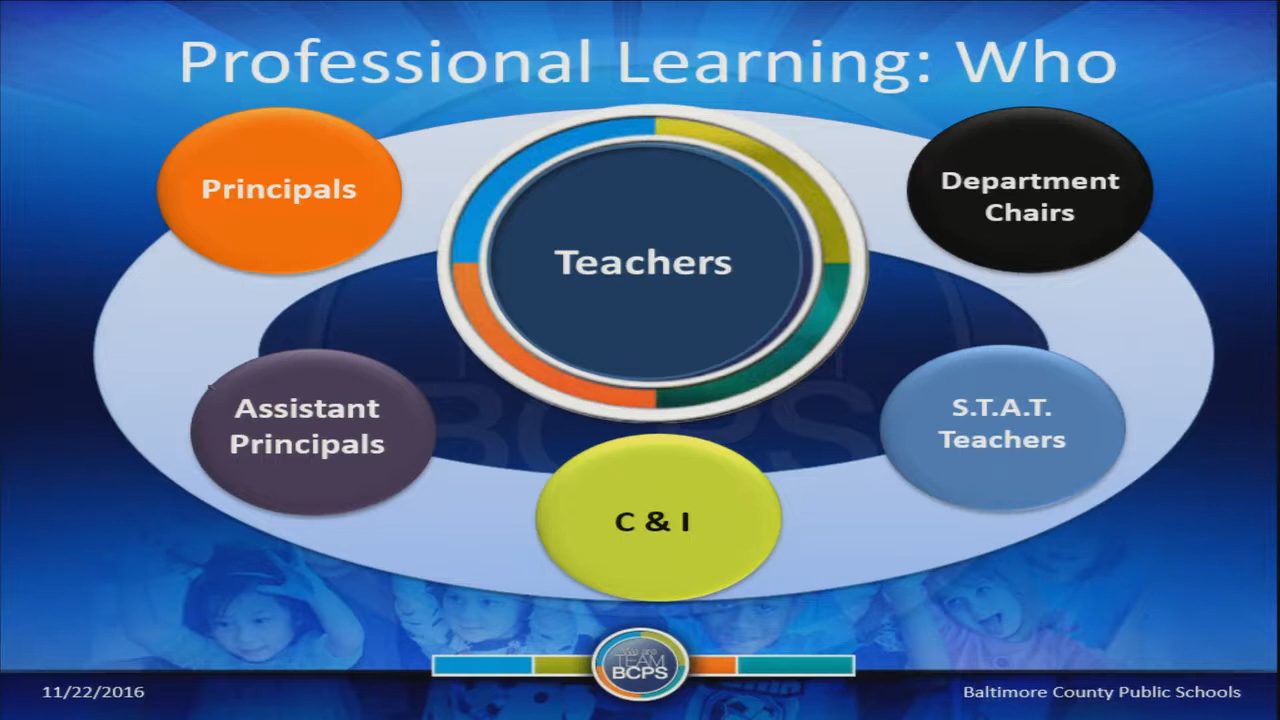 Professional Learning: Who
Principals
Teachers
Department
Chairs
Assistant
Principals
S.T.A.T.
Teachers
C & I
TEAM
BCPS
11/22/2016
Baltimore County Public Schools